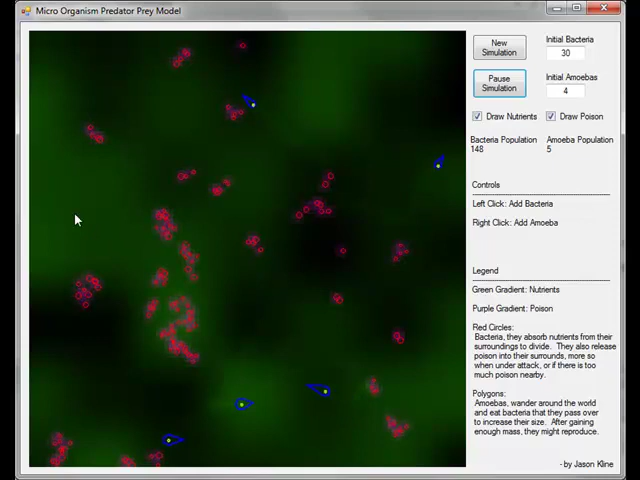 Micro Organism Predator Prey Model
New
Simulation
Initial Bacteria
30
Pause
Simulation
Initial Amoebas
4
Draw Nutrients
Draw Poison
Bacteria Population
148
Amoeba Population
5
Controls
Left Click: Add Bacteria
Right Click: Add Amoeba
Legend
Green Gradient: Nutrients
Purple Gradient: Poison
Red Circles:
Bacteria, they absorb nutrients from their
surroundings to divide. They also release
poison into their surrounds, more so
when under attack, or if there is too
much poison nearby.
Polygons:
Amoebas, wander around the world
and eat bacteria that they pass over
to increase their size. After gaining
enough mass, they might reproduce.
- by Jason Kline